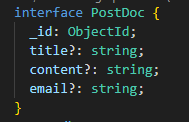 interface PostDoc {
_id: ObjectId;
title?: string;
content?: string;
email?: string;
}